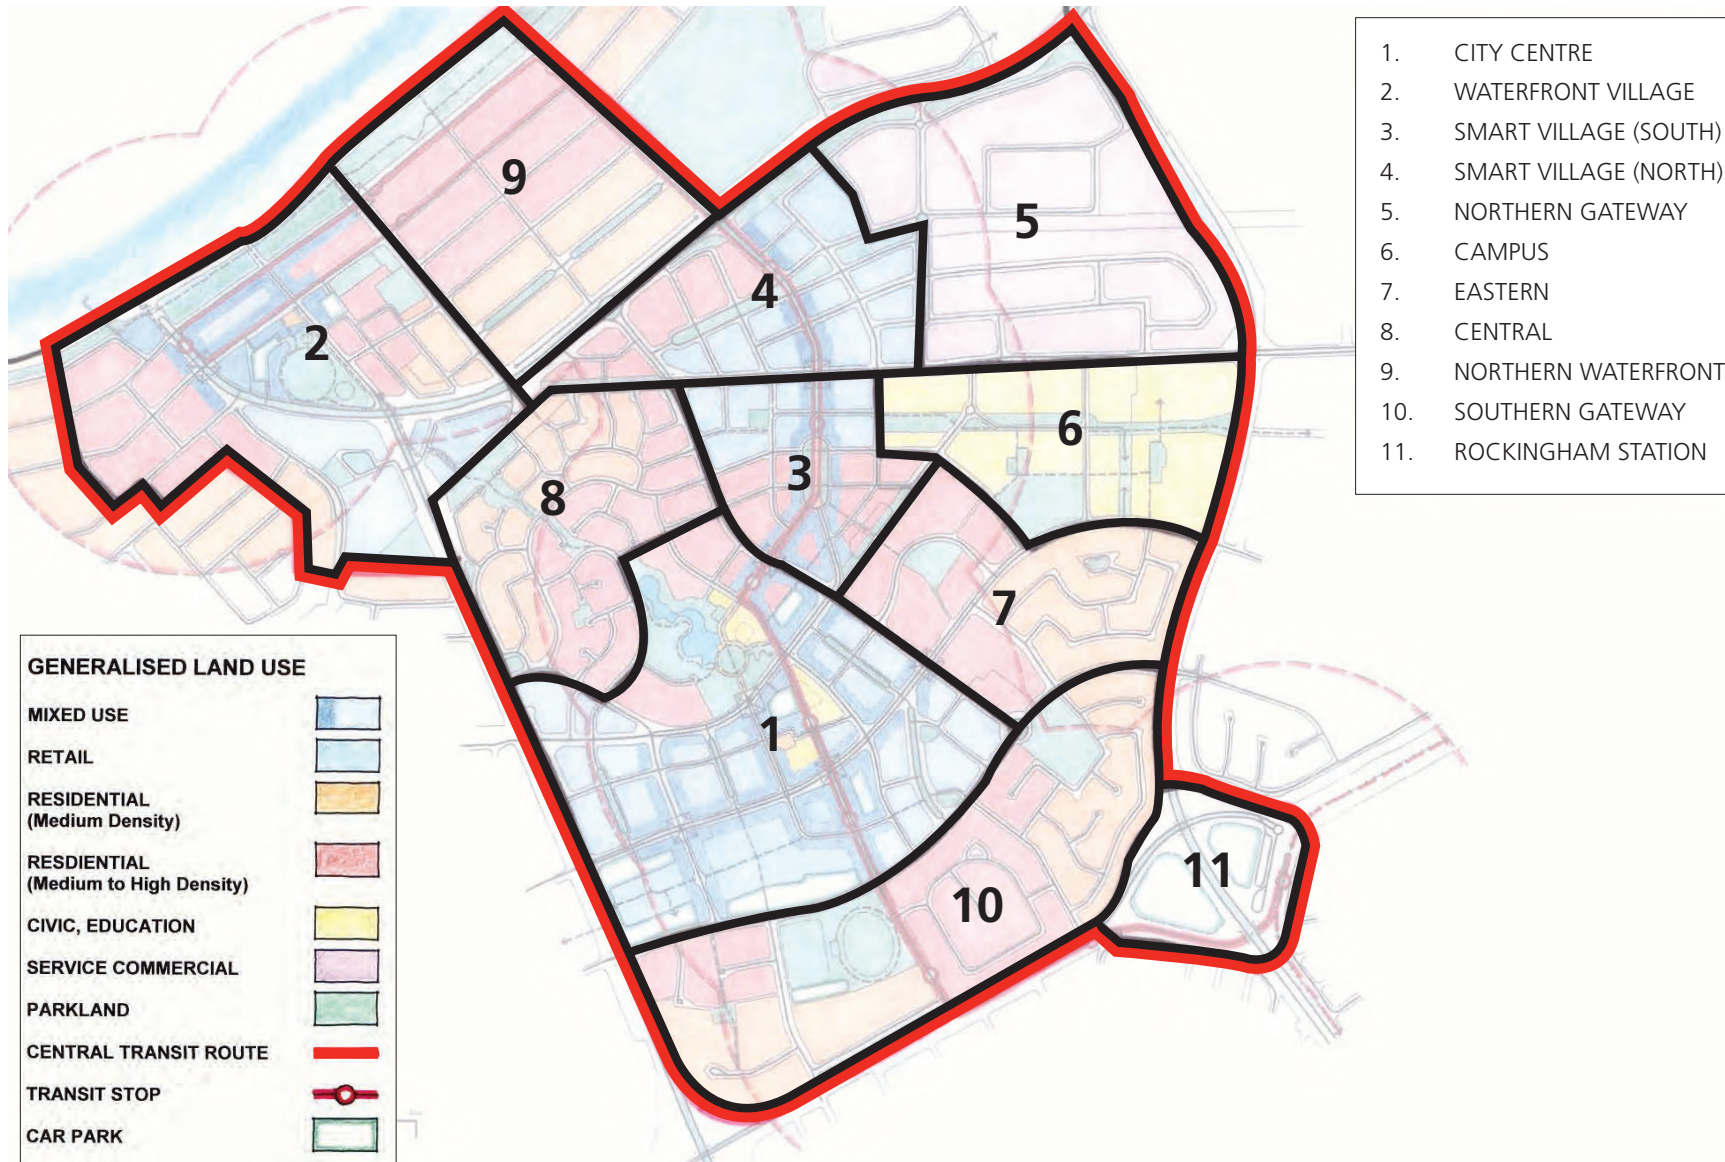 1. CITY CENTRE
2. WATERFRONT VILLAGE
3. SMART VILLAGE (SOUTH)
4. SMART VILLAGE (NORTH)
5. NORTHERN GATEWAY
6. CAMPUS
7. EASTERN
8. CENTRAL
9. NORTHERN WATERFRONT
10. SOUTHERN GATEWAY
11. ROCKINGHAM STATION
9
5
4
2
6
3
8
7
1
11
10
GENERALISED LAND USE
MIXED USE
RETAIL
RESIDENTIAL
(Medium Density)
RESDIENTIAL
(Medium to High Density)
CIVIC, EDUCATION
SERVICE COMMERCIAL
PARKLAND
CENTRAL TRANSIT ROUTE
TRANSIT STOP
CAR PARK